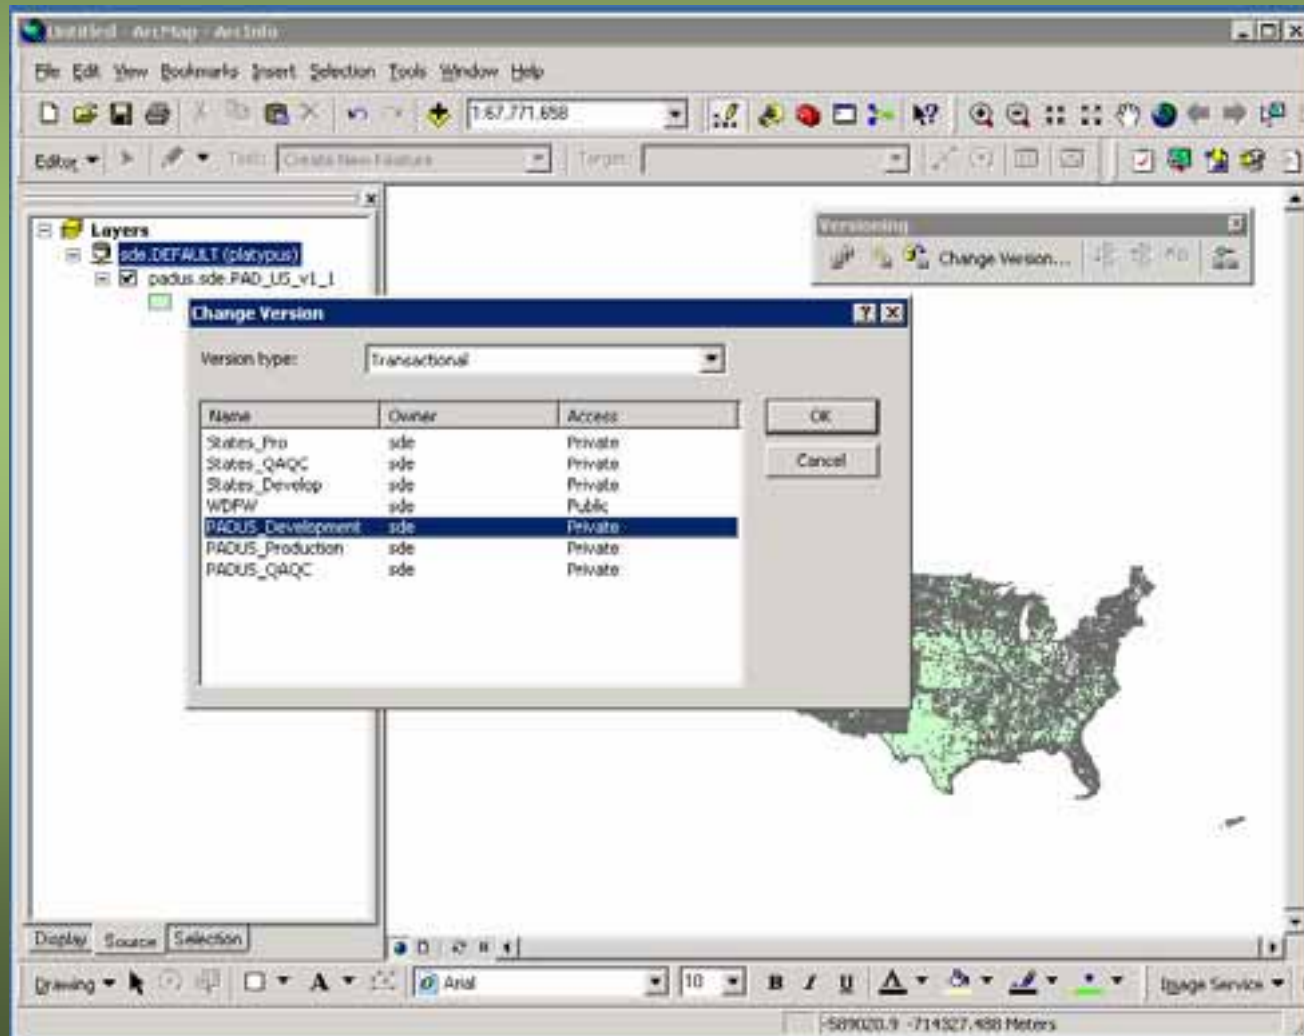 Untitled - ArcMap - ArcInfo
File Edit View Bookmarks Insert Selection Tools Window Help
1:67,771,658
Editor Task: Create New Feature Target:
Layers
sde.DEFAULT (platypus)
padus.sde.PAD_US_v1_1
Versioning
Change Version...
Change Version
Version type: Transactional
Name Owner Access
States_Pro sde Private
States_QAQC sde Private
States_Develop sde Private
WDFW sde Public
PADUS_Development sde Private
PADUS_Production sde Private
PADUS_QAQC sde Private
OK
Cancel
Display Source Selection
Drawing A Arial 10 B I U A Image Service
-589020.9 -714327.488 Meters